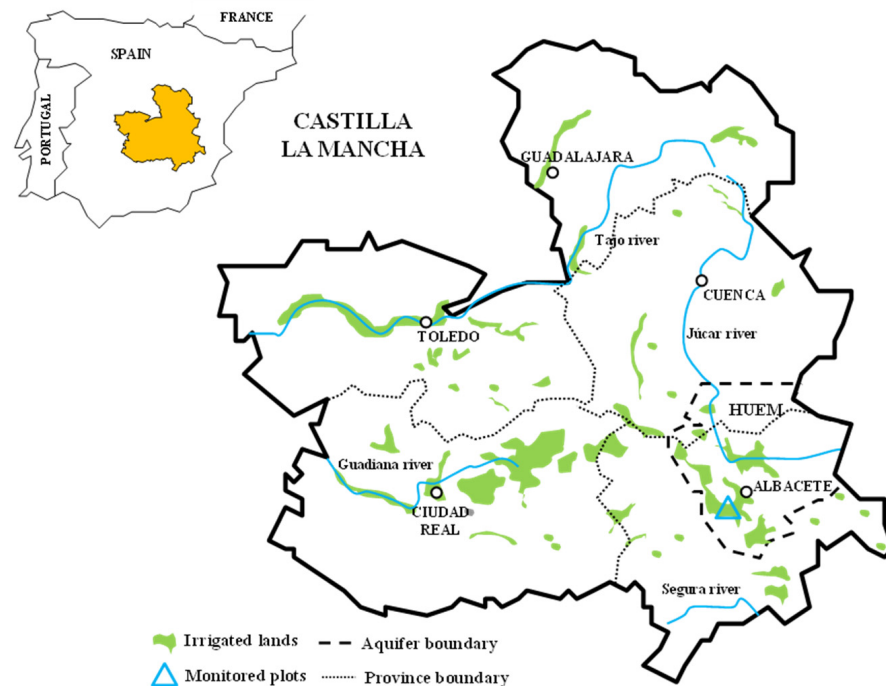 FRANCE
SPAIN
PORTUGAL
CASTILLA
LA MANCHA
GUADALAJARA
Tajo river
CUENCA
TOLEDO
Júcar river
HUEM
Guadiana river
ALBACETE
CIUDAD
REAL
Segura river
Irrigated lands
Aquifer boundary
Monitored plots
Province boundary